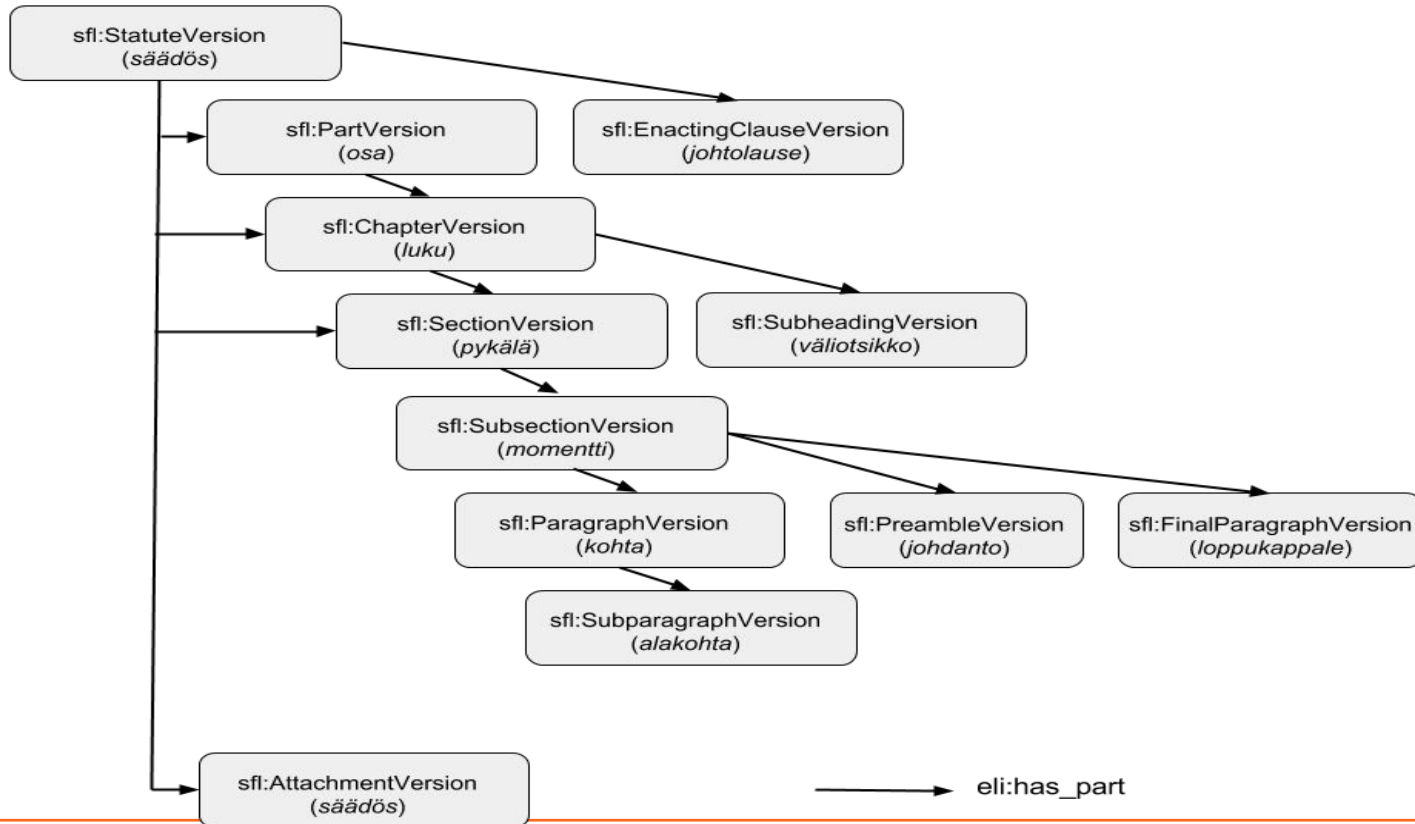 sfl:StatuteVersion
(säädös)
sfl:PartVersion
(osa)
sfl:EnactingClauseVersion
(johtolause)
sfl:ChapterVersion
(luku)
sfl:SectionVersion
(pykälä)
sfl:SubheadingVersion
(väliotsikko)
sfl:SubsectionVersion
(momentti)
sfl:ParagraphVersion
(kohta)
sfl:PreambleVersion
(johdanto)
sfl:FinalParagraphVersion
(loppukappale)
sfl:SubparagraphVersion
(alakohta)
sfl:AttachmentVersion
(säädös)
eli:has_part